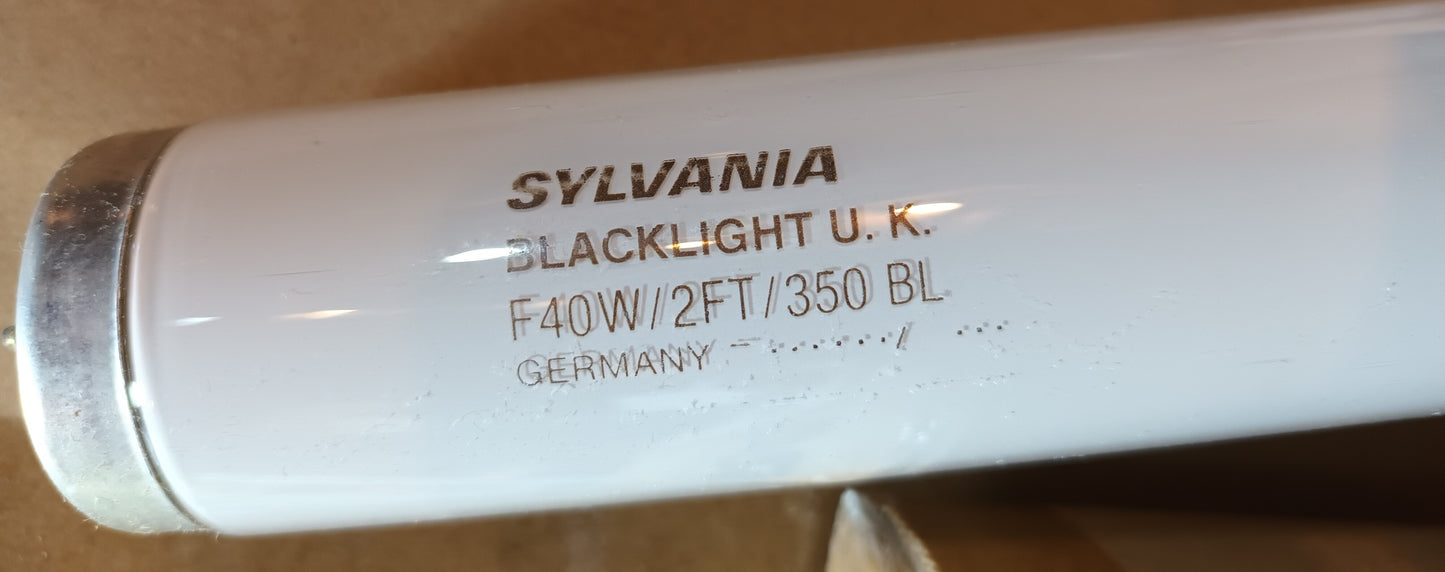 SYLVANIA
BLACKLIGHT U. K.
F40W/2FT/350 BL
GERMANY